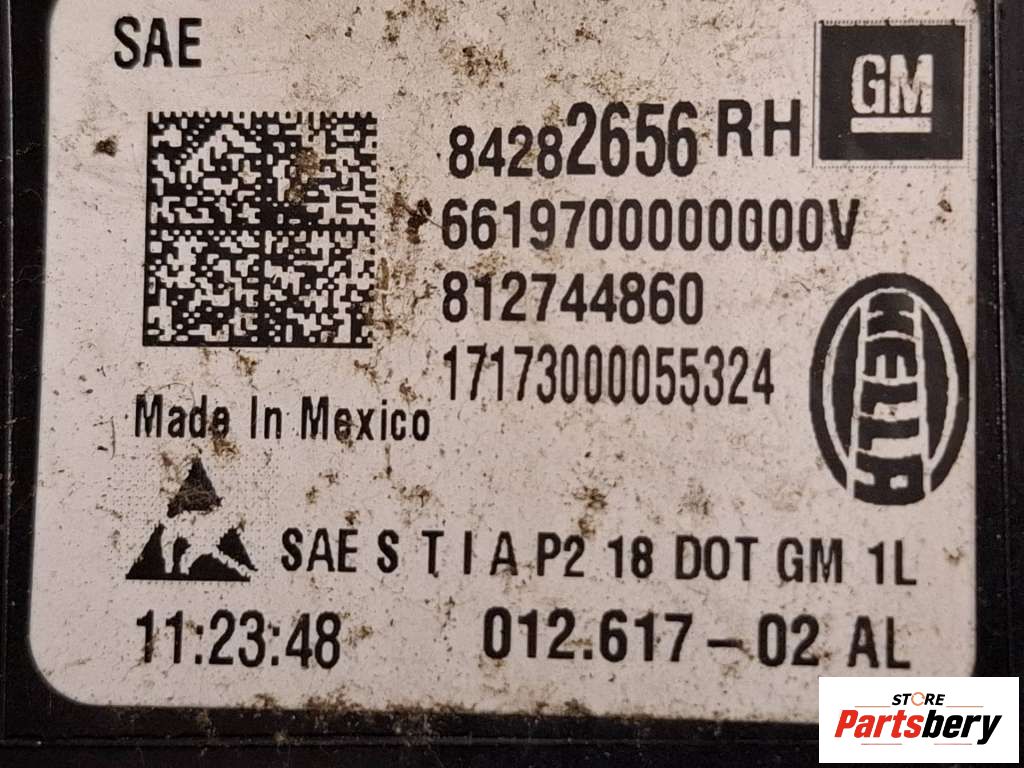 SAE
GM
84282656 RH
6619700000000V
812744860
17173000055324
HELLA
Made In Mexico
SAE S T I A P2 18 DOT GM 1L
11:23:48
012.617-02 AL
STORE
Partsbery